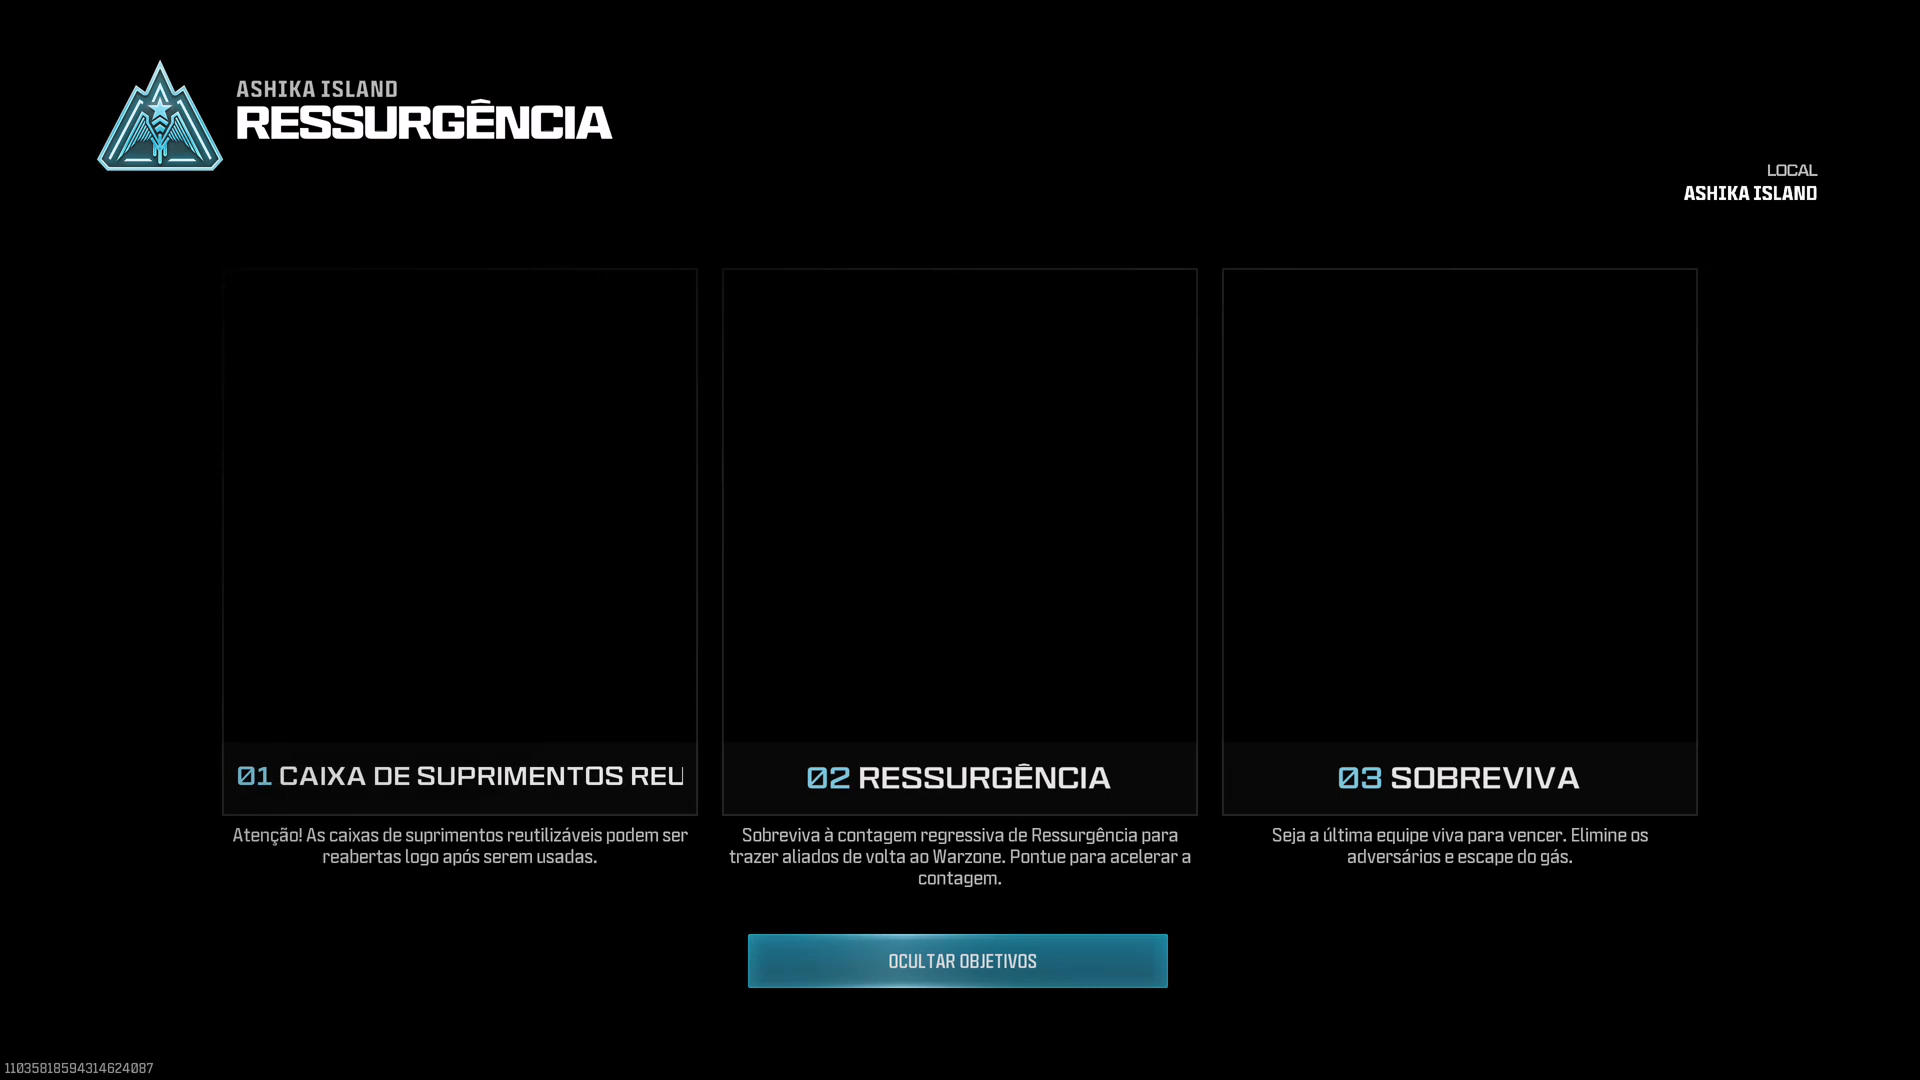 ASHIKA ISLAND
RESSURGÊNCIA
LOCAL
ASHIKA ISLAND
01 CAIXA DE SUPRIMENTOS REU
Atenção! As caixas de suprimentos reutilizáveis podem ser
reabertas logo após serem usadas.
02 RESSURGÊNCIA
Sobreviva à contagem regressiva de Ressurgência para
trazer aliados de volta ao Warzone. Pontue para acelerar a
contagem.
03 SOBREVIVA
Seja a última equipe viva para vencer. Elimine os
adversários e escape do gás.
OCULTAR OBJETIVOS
11035818594314624087